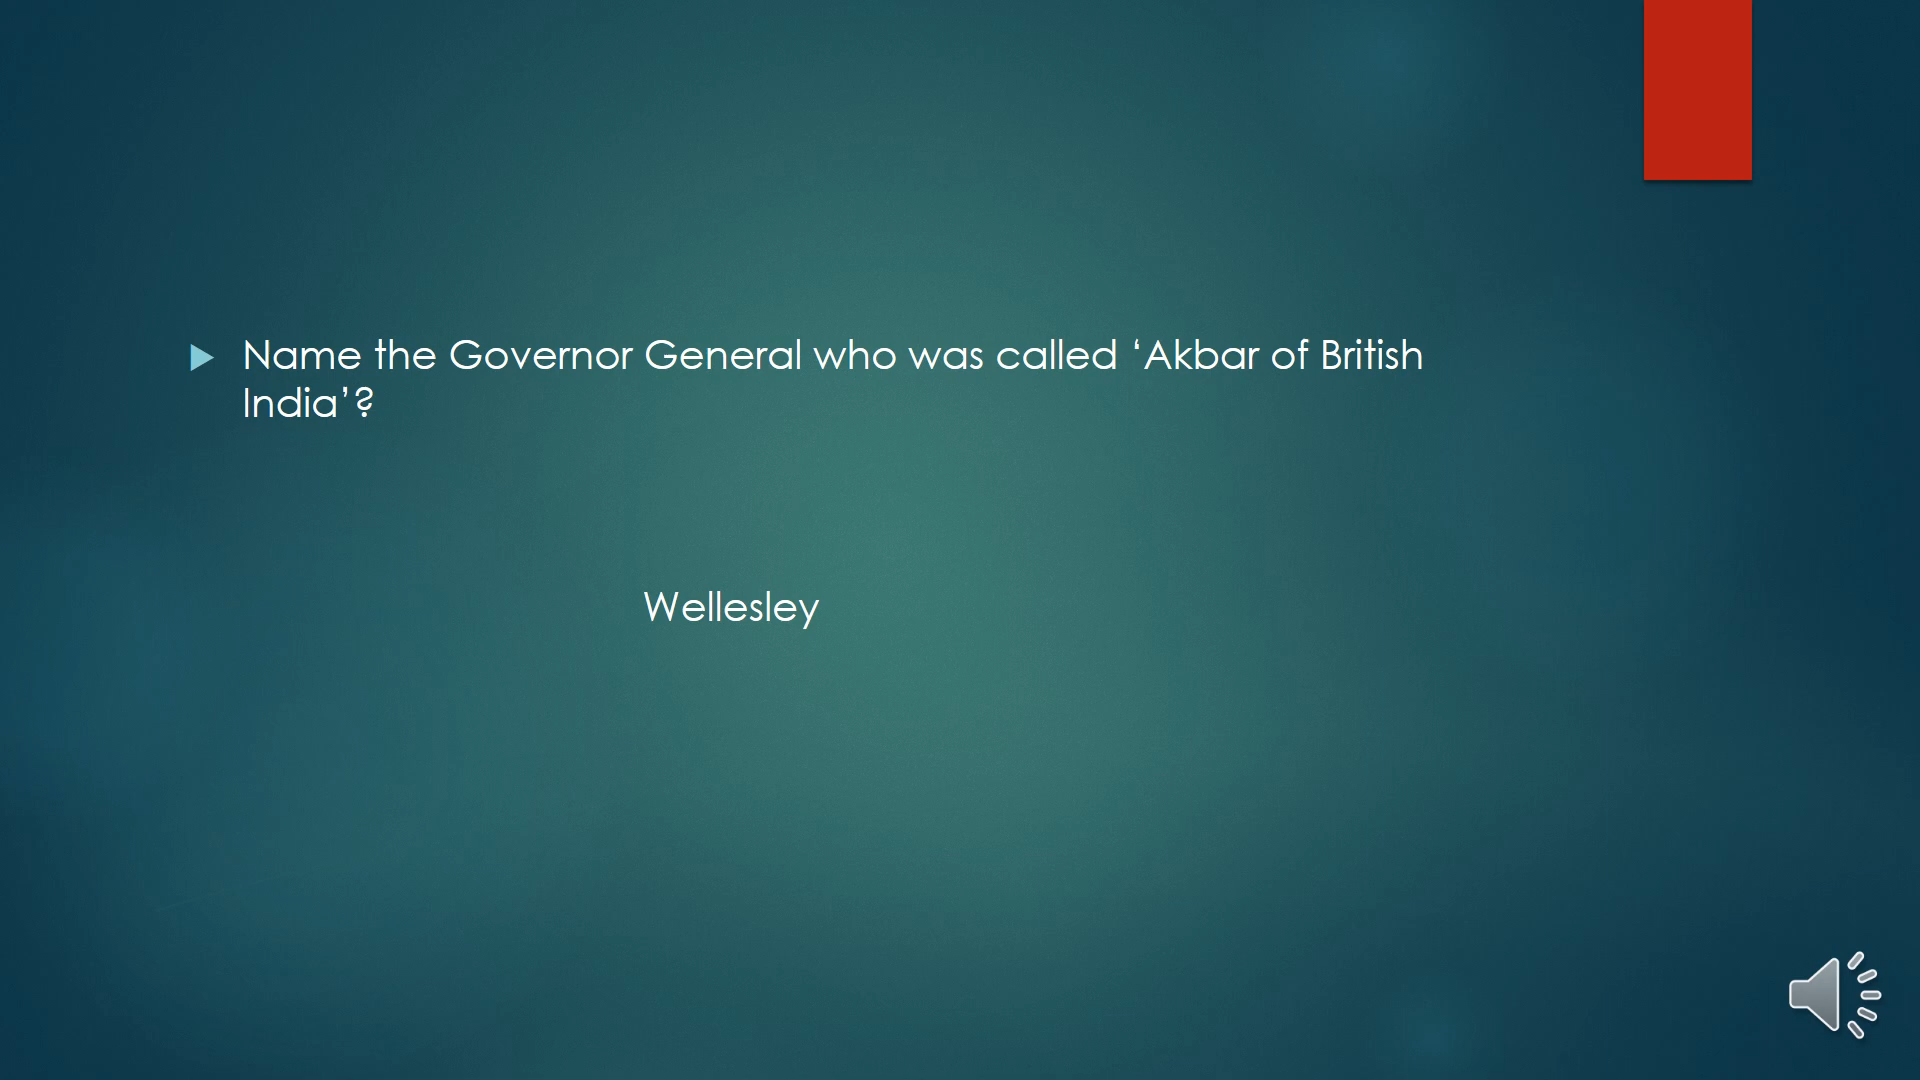 Name the Governor General who was called ‘Akbar of British
India’?
Wellesley